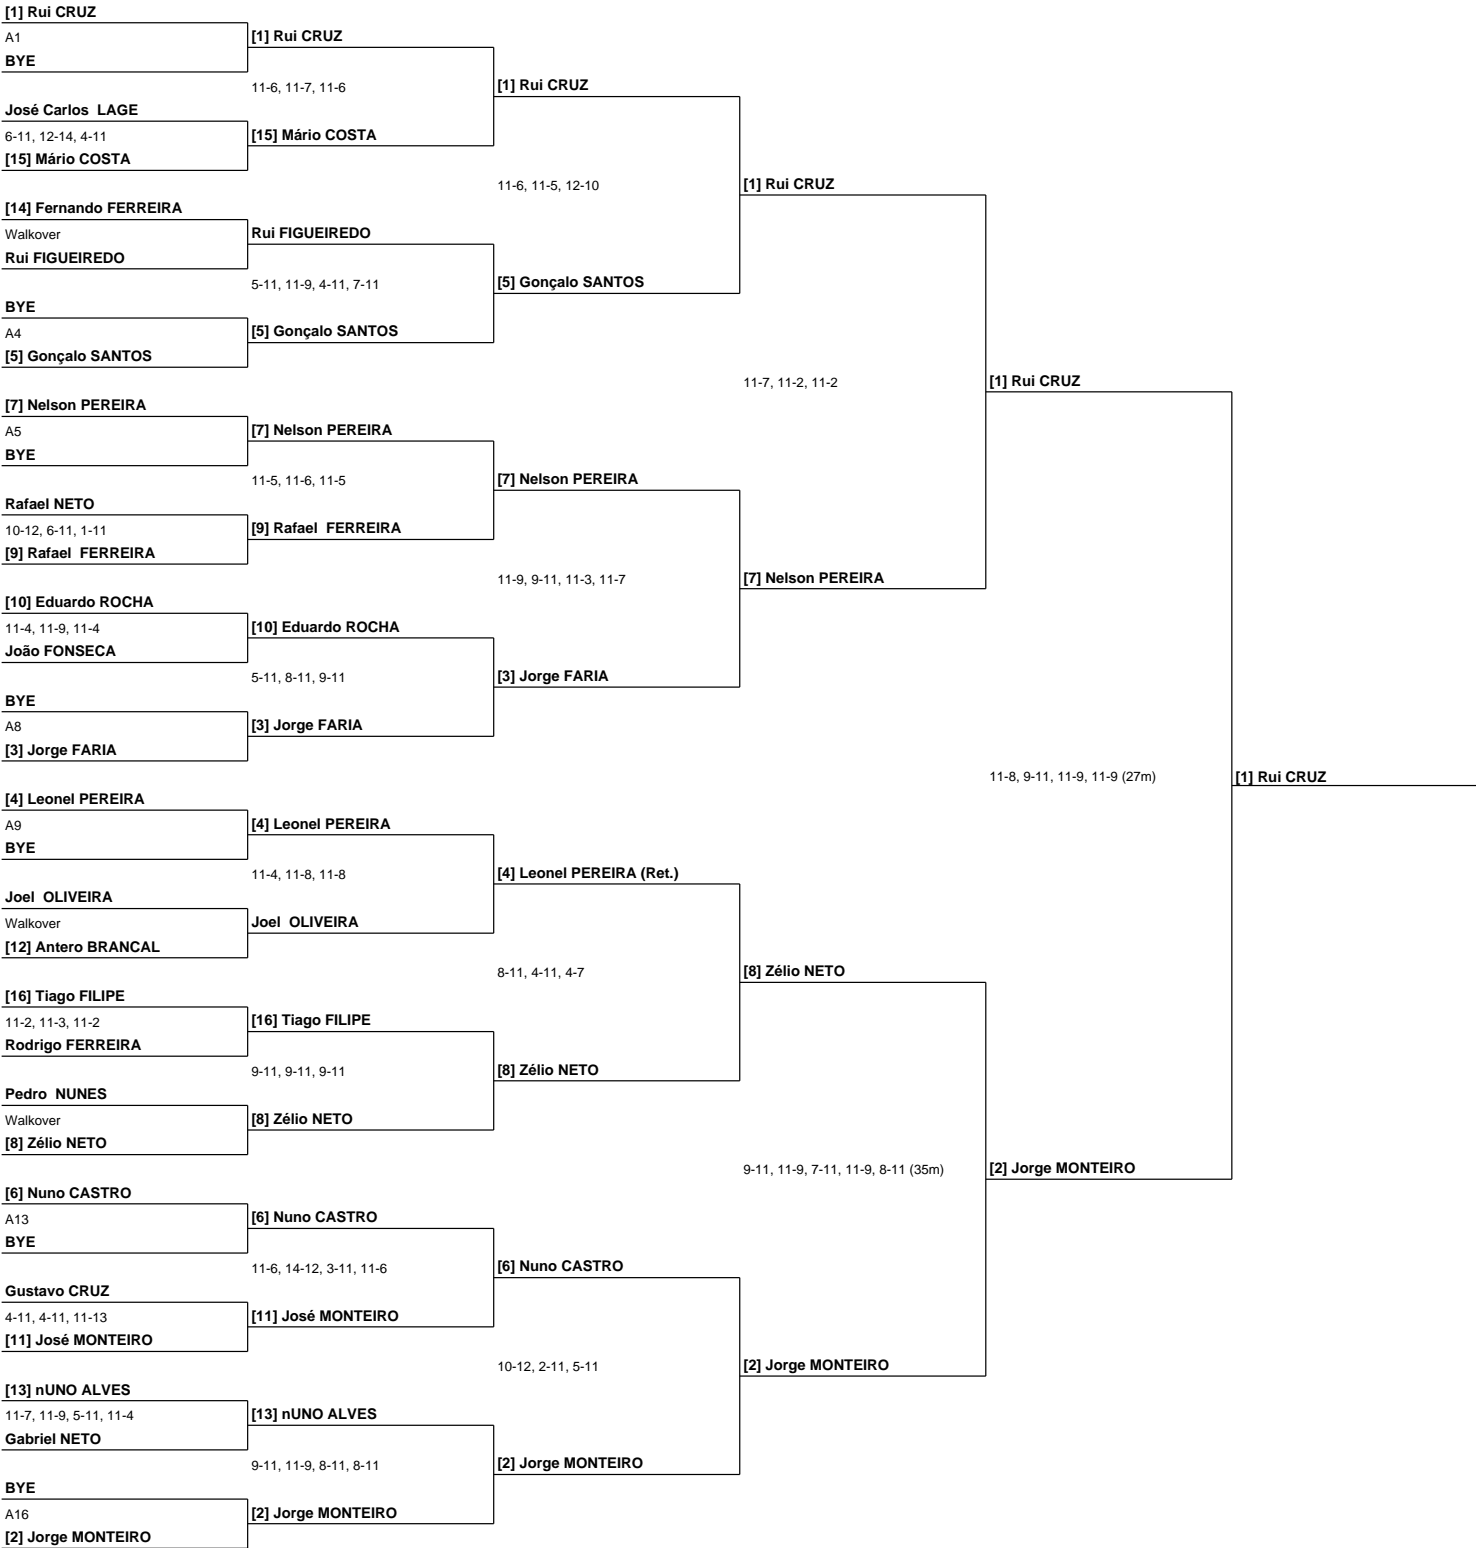 [1] Rui CRUZ
A1
BYE
José Carlos  LAGE
6-11, 12-14, 4-11
[15] Mário COSTA
[14] Fernando FERREIRA
Walkover
Rui FIGUEIREDO
BYE
A4
[5] Gonçalo SANTOS
[7] Nelson PEREIRA
A5
BYE
Rafael NETO
10-12, 6-11, 1-11
[9] Rafael  FERREIRA
[10] Eduardo ROCHA
11-4, 11-9, 11-4
João FONSECA
BYE
A8
[3] Jorge FARIA
[4] Leonel PEREIRA
A9
BYE
Joel  OLIVEIRA
Walkover
[12] Antero BRANCAL
[16] Tiago FILIPE
11-2, 11-3, 11-2
Rodrigo FERREIRA
Pedro  NUNES
Walkover
[8] Zélio NETO
[6] Nuno CASTRO
A13
BYE
Gustavo CRUZ
4-11, 4-11, 11-13
[11] José MONTEIRO
[13] nUNO ALVES
11-7, 11-9, 5-11, 11-4
Gabriel NETO
BYE
A16
[2] Jorge MONTEIRO
[1] Rui CRUZ
11-6, 11-7, 11-6
[15] Mário COSTA
Rui FIGUEIREDO
5-11, 11-9, 4-11, 7-11
[5] Gonçalo SANTOS
[7] Nelson PEREIRA
11-5, 11-6, 11-5
[9] Rafael  FERREIRA
[10] Eduardo ROCHA
5-11, 8-11, 9-11
[3] Jorge FARIA
[4] Leonel PEREIRA
11-4, 11-8, 11-8
Joel  OLIVEIRA
[16] Tiago FILIPE
9-11, 9-11, 9-11
[8] Zélio NETO
[6] Nuno CASTRO
11-6, 14-12, 3-11, 11-6
[11] José MONTEIRO
[13] nUNO ALVES
9-11, 11-9, 8-11, 8-11
[2] Jorge MONTEIRO
[1] Rui CRUZ
11-6, 11-5, 12-10
[5] Gonçalo SANTOS
[7] Nelson PEREIRA
11-9, 9-11, 11-3, 11-7
[3] Jorge FARIA
[4] Leonel PEREIRA (Ret.)
8-11, 4-11, 4-7
[8] Zélio NETO
[6] Nuno CASTRO
10-12, 2-11, 5-11
[2] Jorge MONTEIRO
[1] Rui CRUZ
11-7, 11-2, 11-2
[7] Nelson PEREIRA
[8] Zélio NETO
9-11, 11-9, 7-11, 11-9, 8-11 (35m)
[2] Jorge MONTEIRO
[1] Rui CRUZ
11-8, 9-11, 11-9, 11-9 (27m)
[2] Jorge MONTEIRO
[1] Rui CRUZ